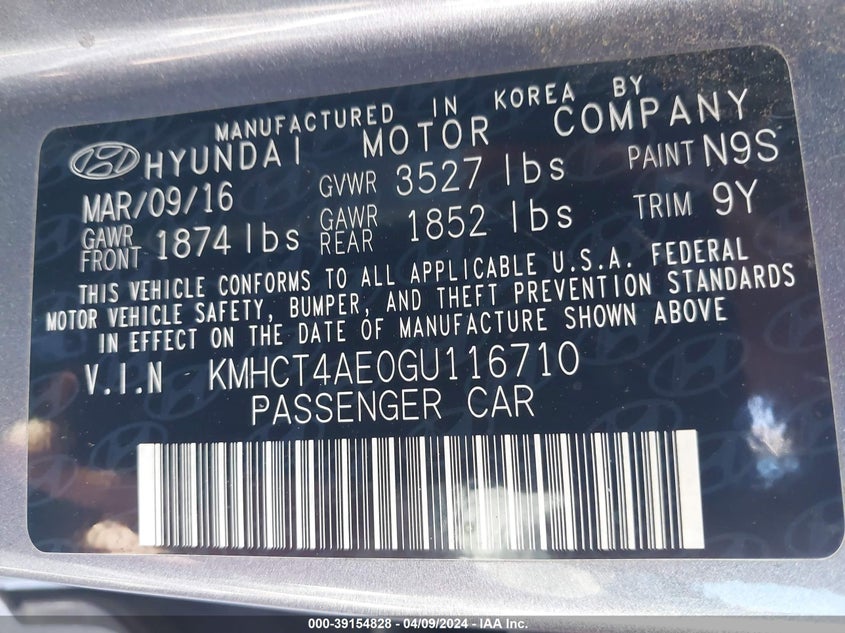 MANUFACTURED IN KOREA BY
HYUNDAI MOTOR COMPANY
MAR/09/16 GVWR 3527 lbs PAINT N9S
GAWR FRONT 1874 lbs GAWR REAR 1852 lbs TRIM 9Y
THIS VEHICLE CONFORMS TO ALL APPLICABLE U.S.A. FEDERAL
MOTOR VEHICLE SAFETY, BUMPER, AND THEFT PREVENTION STANDARDS
IN EFFECT ON THE DATE OF MANUFACTURE SHOWN ABOVE
V.I.N KMHCT4AE0GU116710
PASSENGER CAR
000-39154828 - 04/09/2024 - IAA Inc.